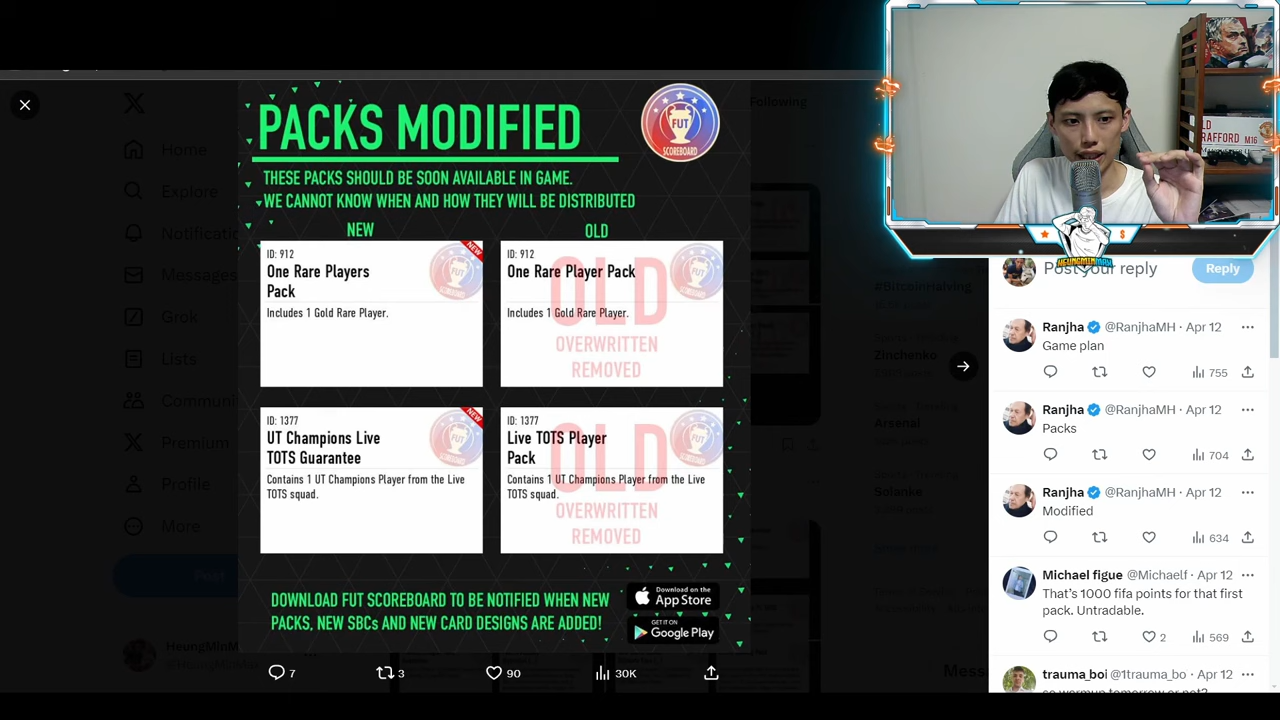 PACKS MODIFIED
FUT
SCOREBOARD
THESE PACKS SHOULD BE SOON AVAILABLE IN GAME.
WE CANNOT KNOW WHEN AND HOW THEY WILL BE DISTRIBUTED
NEW
OLD
ID: 912
NEW
One Rare Players
Pack
Includes 1 Gold Rare Player.
ID: 912
One Rare Player Pack
Includes 1 Gold Rare Player.
OLD
OVERWRITTEN
REMOVED
ID: 1377
NEW
UT Champions Live
TOTS Guarantee
Contains 1 UT Champions Player from the Live
TOTS squad.
ID: 1377
Live TOTS Player
Pack
Contains 1 UT Champions Player from the Live
TOTS squad.
OLD
OVERWRITTEN
REMOVED
DOWNLOAD FUT SCOREBOARD TO BE NOTIFIED WHEN NEW
PACKS, NEW SBCs AND NEW CARD DESIGNS ARE ADDED!
Download on the
App Store
GET IT ON
Google Play
7
3
90
30K
Home
Explore
Messages
Grok
Lists
Premium
Profile
More
Post
Following
Zinchenko
Arsenal
Solanke
HEUNGMINMAX
Post your reply
Reply
Ranjha @RanjhaMH · Apr 12
Game plan
755
Ranjha @RanjhaMH · Apr 12
Packs
704
Ranjha @RanjhaMH · Apr 12
Modified
634
Michael figue @Michaelf · Apr 12
That's 1000 fifa points for that first
pack. Untradable.
2
569
trauma_boi @1trauma_bo · Apr 12